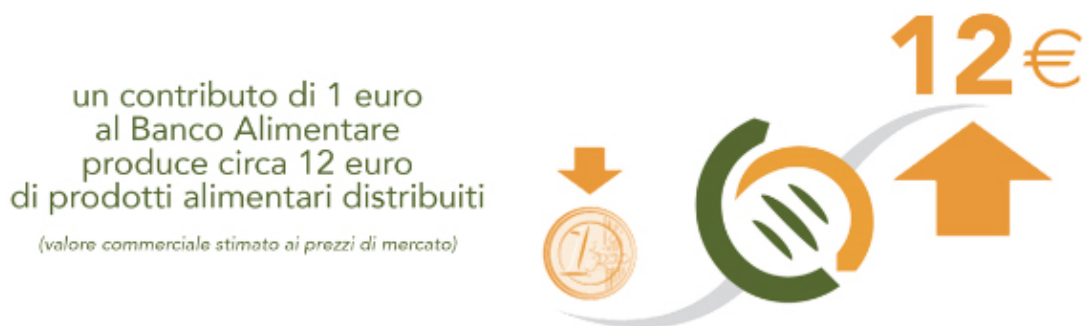 un contributo di 1 euro
al Banco Alimentare
produce circa 12 euro
di prodotti alimentari distribuiti
(valore commerciale stimato ai prezzi di mercato)
12€
1